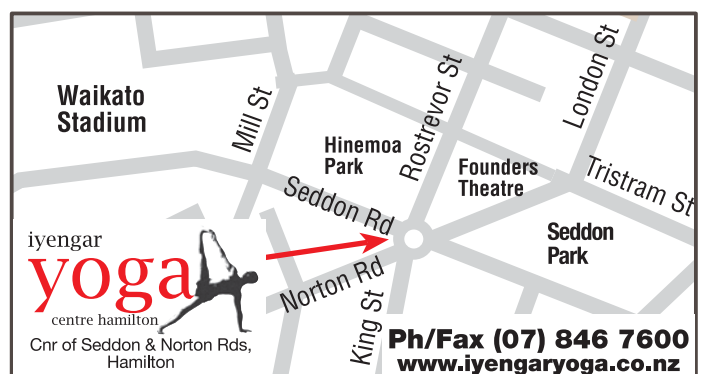 Waikato
Stadium
Mill St
Hinemoa
Park
Rostrevor St
London St
Founders
Theatre
Tristram St
Seddon Rd
Seddon
Park
Norton Rd
King St
iyengar
yoga
centre hamilton
Cnr of Seddon & Norton Rds,
Hamilton
Ph/Fax (07) 846 7600
www.iyengaryoga.co.nz